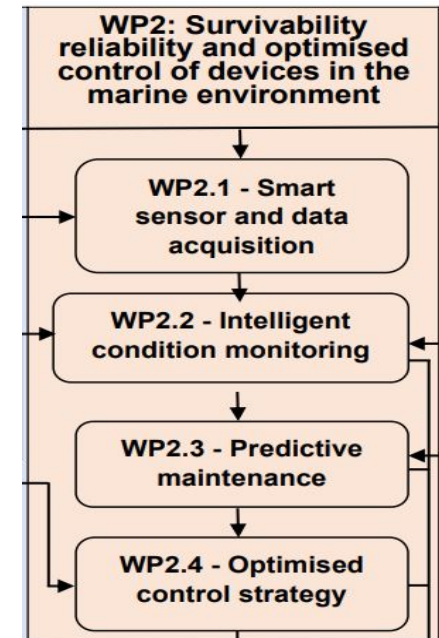 WP2: Survivability
reliability and optimised
control of devices in the
marine environment
WP2.1 - Smart
sensor and data
acquisition
WP2.2 - Intelligent
condition monitoring
WP2.3 - Predictive
maintenance
WP2.4 - Optimised
control strategy